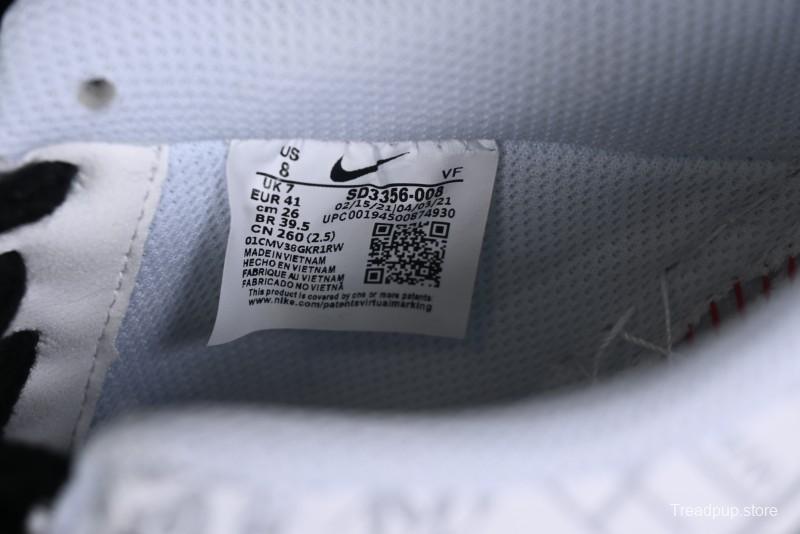 US
8
VF
UK 7
EUR 41
cm 26
BR 39.5
CN 260 (2.5)
SD3356-008
02/15/21|04/03/21
UPC00194500874930
01CMV38GKR1RW
MADE IN VIETNAM
HECHO EN VIETNAM
FABRIQUE AU VIETNAM
FABRICADO NO VIETNÃ
This product is covered by one or more patents
www.nike.com/patentsvirtualmarking
Treadpup.store